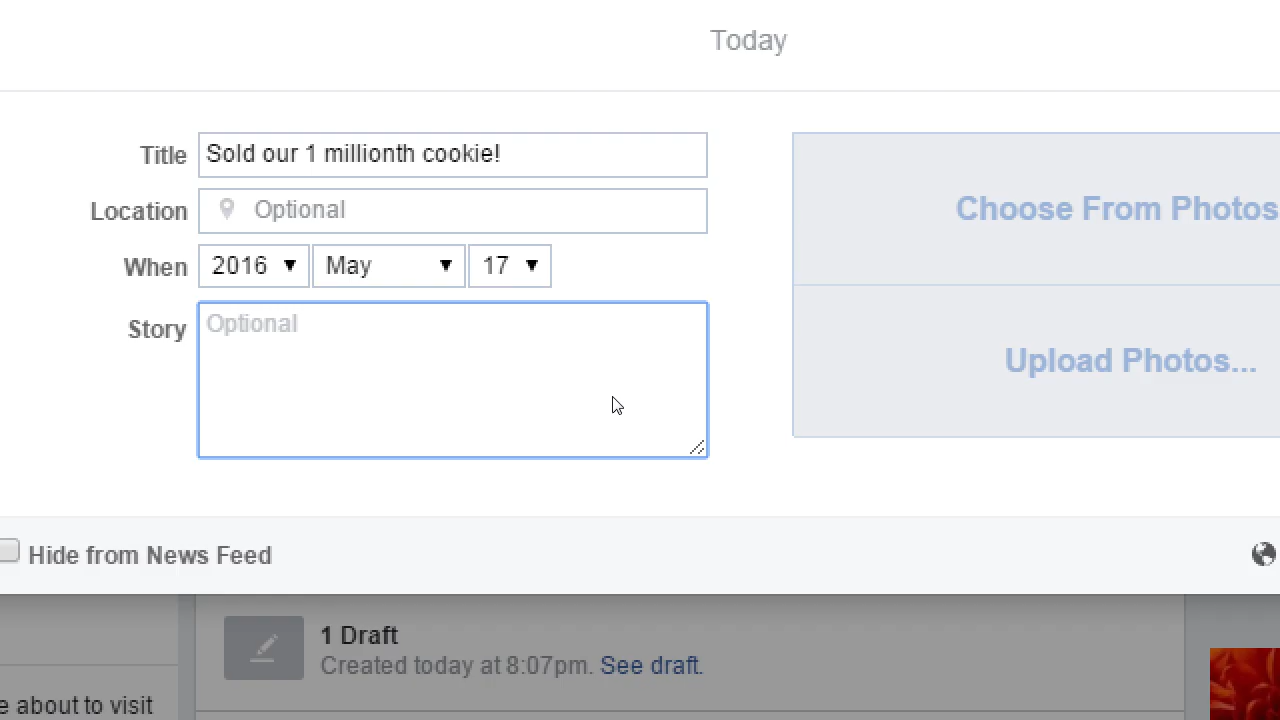 Today
Title Sold our 1 millionth cookie!
Location Optional
When 2016 May 17
Story Optional
Choose From Photos
Upload Photos...
Hide from News Feed
1 Draft
Created today at 8:07pm. See draft.
e about to visit